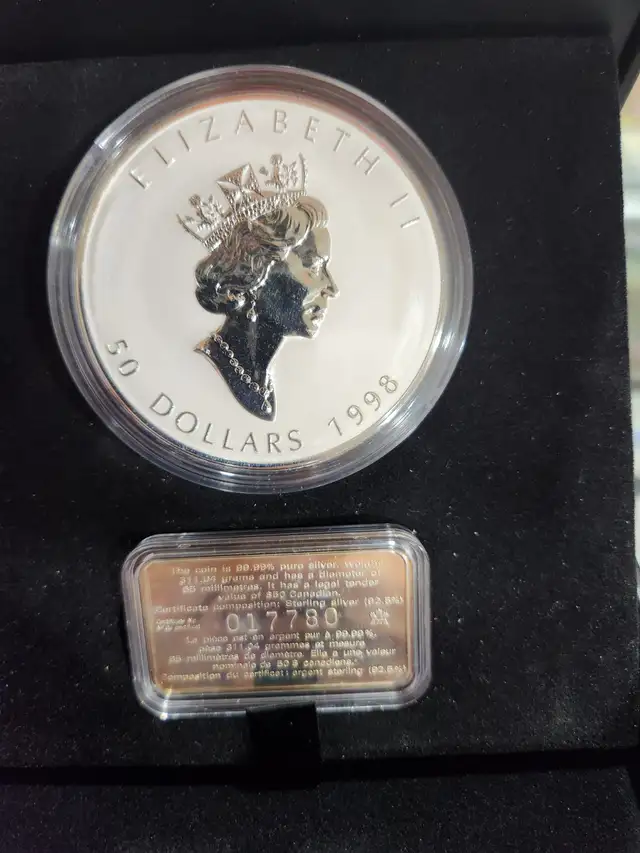 ELIZABETH II
50 DOLLARS 1998
The coin is 99.99% pure silver. Weighs
311.04 grams and has a diameter of
65 millimetres. It has a legal tender
value of $50 Canadian.
Certificate composition: Sterling silver (92.5%)
Certificate No.
017780
La pièce est en argent pur à 99.99%,
pèse 311.04 grammes et mesure
65 millimètres de diamètre. Elle a une valeur
nominale de 50 $ canadiens.
Composition du certificat: argent sterling (92.5%)